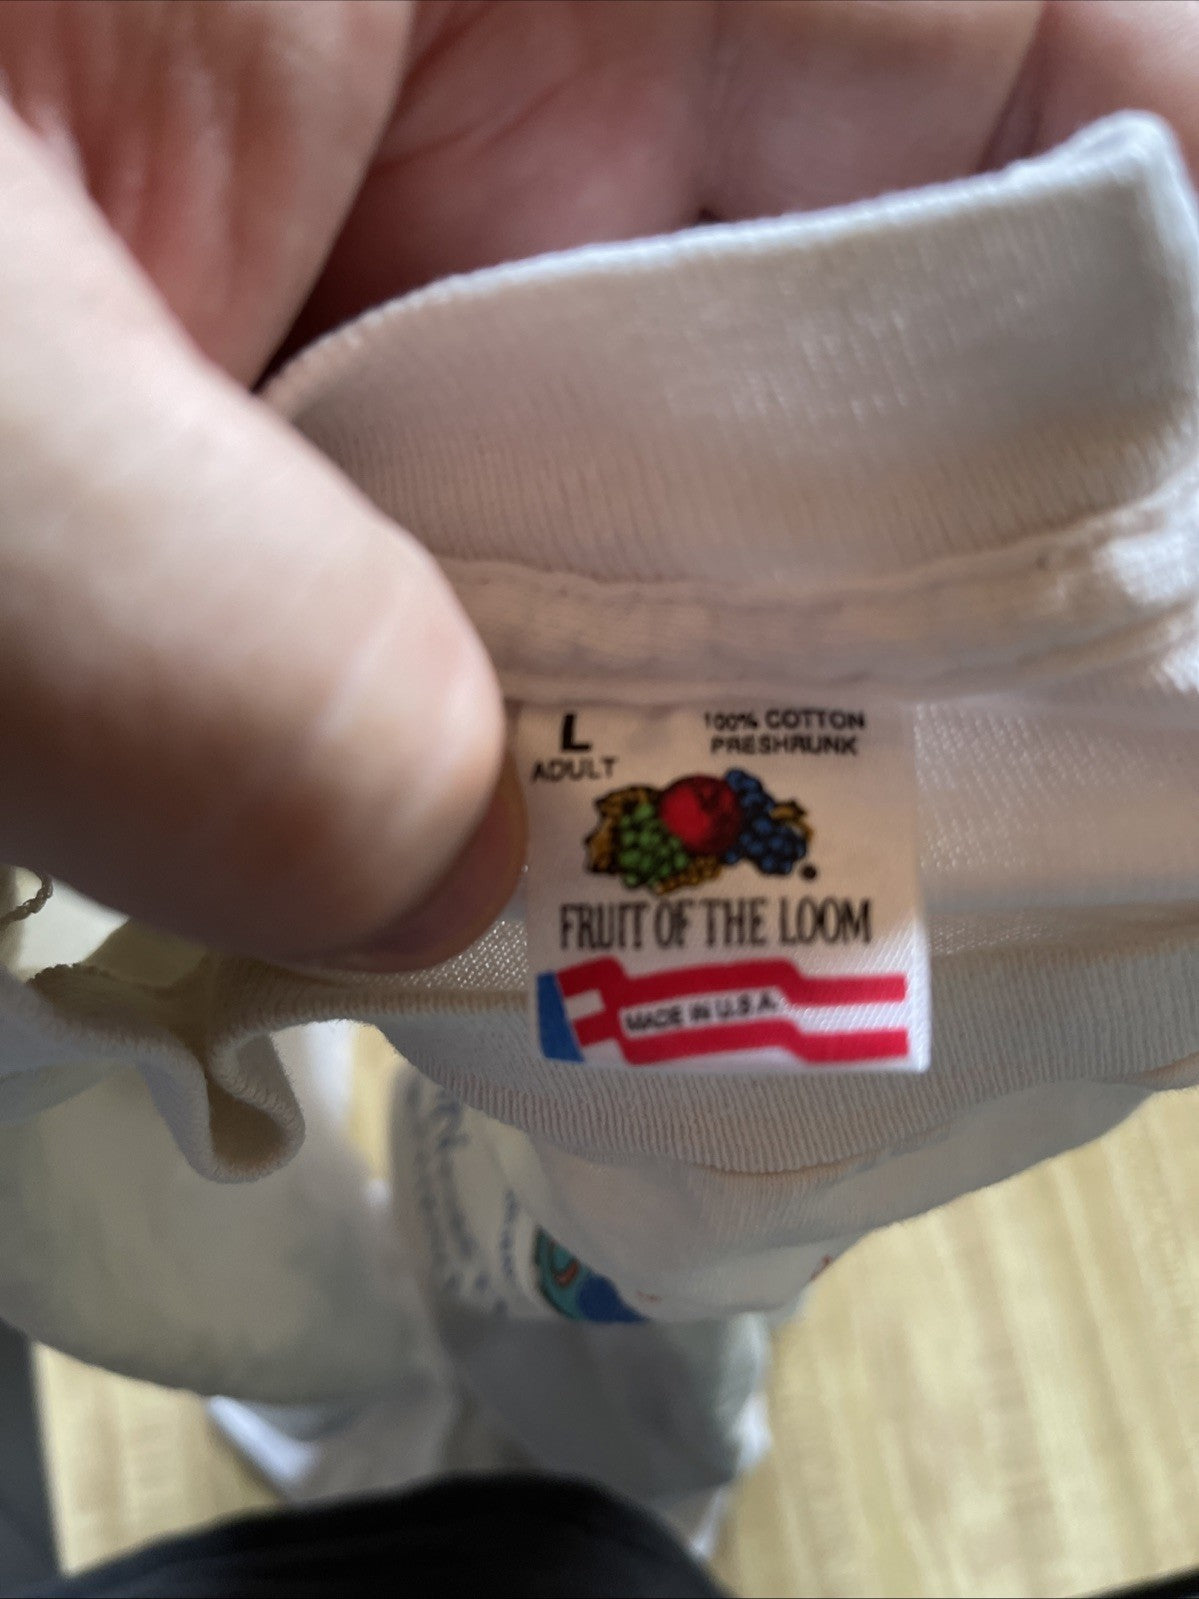 L
ADULT
100% COTTON
PRESHRUNK
FRUIT OF THE LOOM
MADE IN U.S.A.